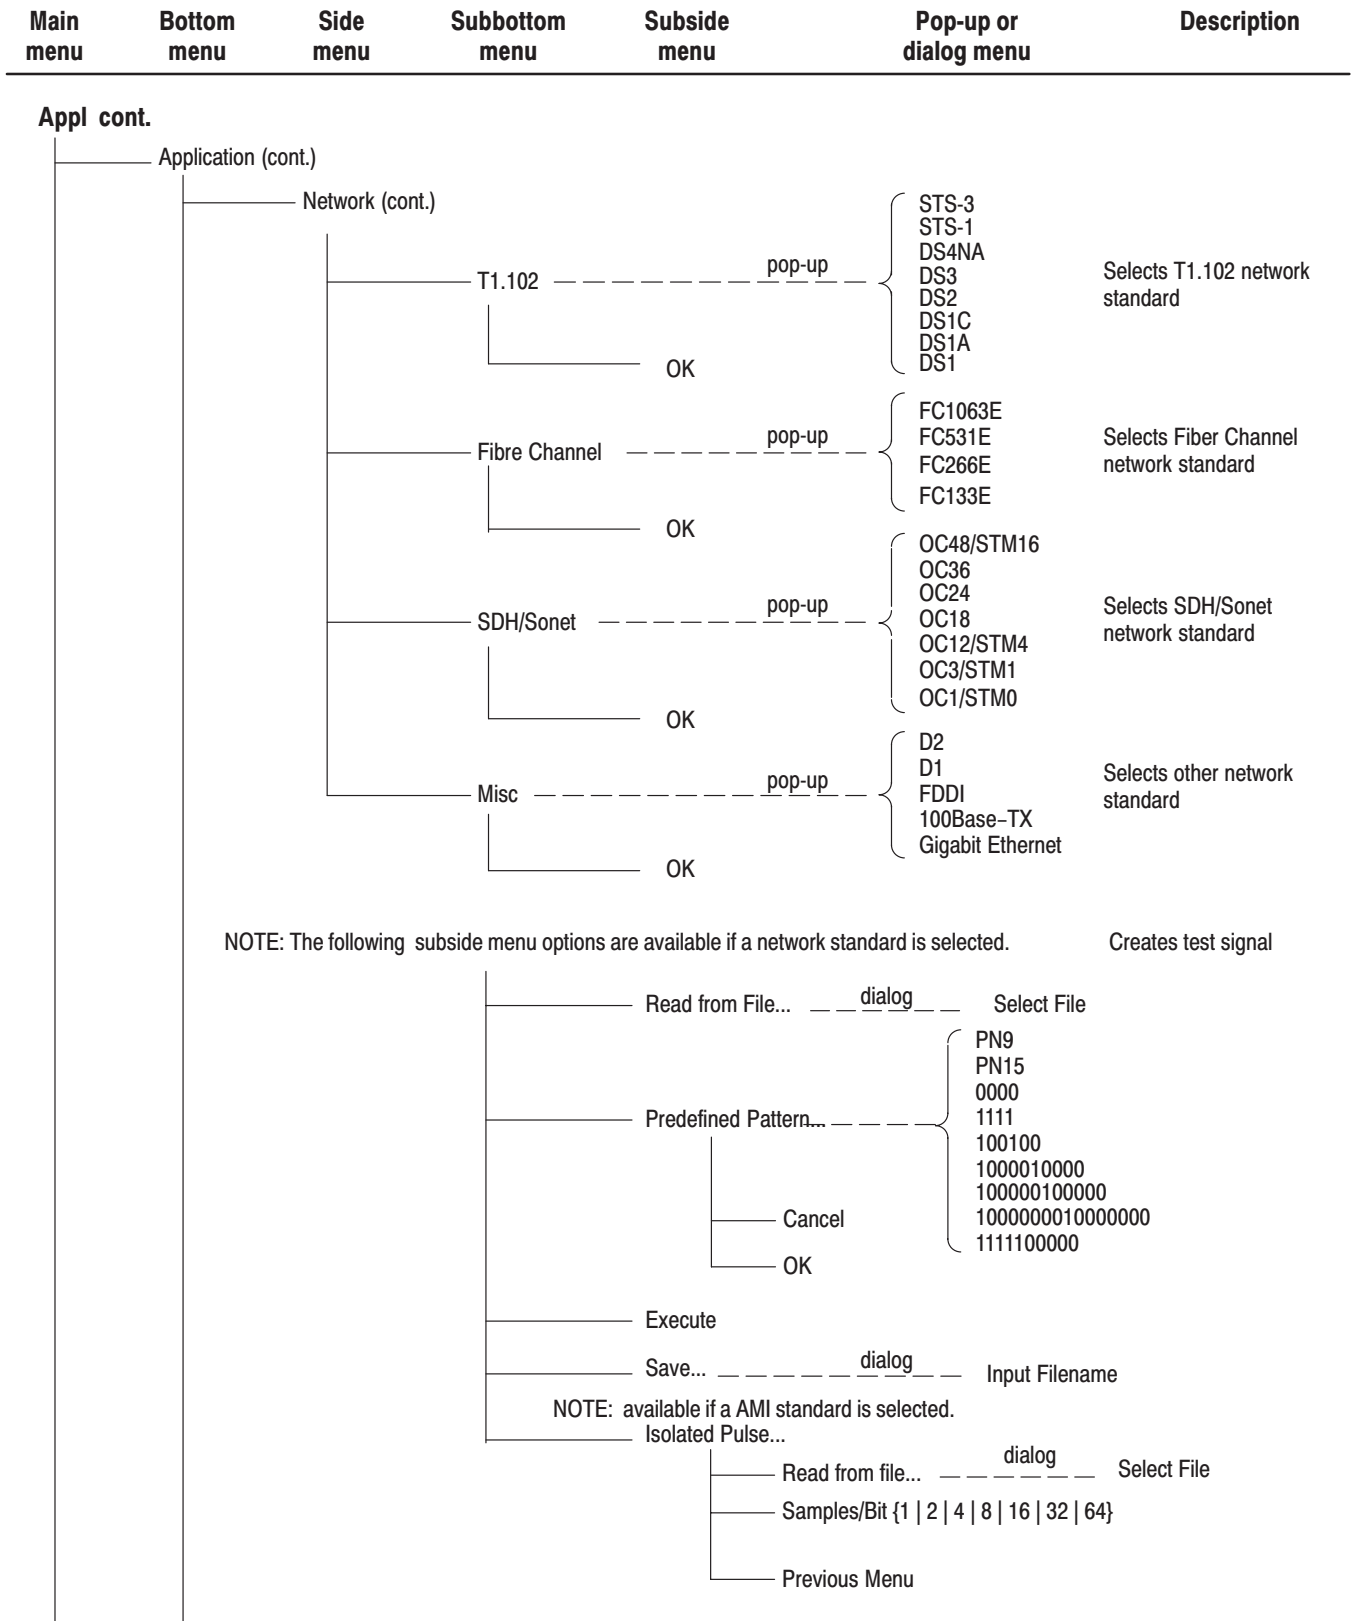 Main menu
Bottom menu
Side menu
Subbottom menu
Subside menu
Pop-up or dialog menu
Description
Appl cont.
Application (cont.)
Network (cont.)
T1.102
pop-up
STS-3
STS-1
DS4NA
DS3
DS2
DS1C
DS1A
DS1
Selects T1.102 network
standard
OK
Fibre Channel
pop-up
FC1063E
FC531E
FC266E
FC133E
Selects Fiber Channel
network standard
OK
SDH/Sonet
pop-up
OC48/STM16
OC36
OC24
OC18
OC12/STM4
OC3/STM1
OC1/STM0
Selects SDH/Sonet
network standard
OK
Misc
pop-up
D2
D1
FDDI
100Base–TX
Gigabit Ethernet
Selects other network
standard
OK
NOTE: The following subside menu options are available if a network standard is selected.
Creates test signal
Read from File...
dialog
Select File
Predefined Pattern...
PN9
PN15
0000
1111
100100
1000010000
100000100000
1000000010000000
1111100000
Cancel
OK
Execute
Save...
dialog
Input Filename
NOTE: available if a AMI standard is selected.
Isolated Pulse...
Read from file...
dialog
Select File
Samples/Bit {1 | 2 | 4 | 8 | 16 | 32 | 64}
Previous Menu